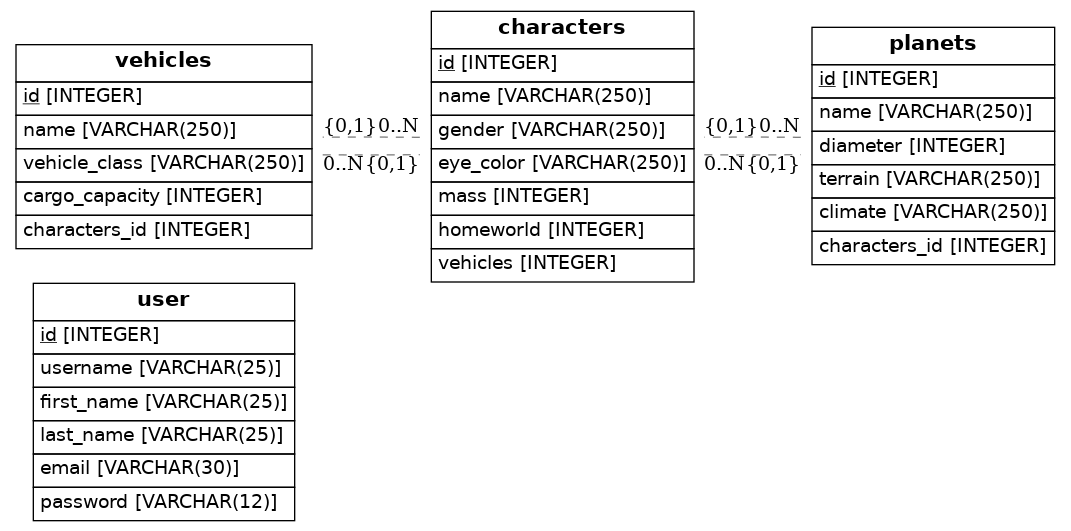 vehicles
id [INTEGER]
name [VARCHAR(250)]
vehicle_class [VARCHAR(250)]
cargo_capacity [INTEGER]
characters_id [INTEGER]
{0,1} 0..N
0..N {0,1}
characters
id [INTEGER]
name [VARCHAR(250)]
gender [VARCHAR(250)]
eye_color [VARCHAR(250)]
mass [INTEGER]
homeworld [INTEGER]
vehicles [INTEGER]
{0,1} 0..N
0..N {0,1}
planets
id [INTEGER]
name [VARCHAR(250)]
diameter [INTEGER]
terrain [VARCHAR(250)]
climate [VARCHAR(250)]
characters_id [INTEGER]
user
id [INTEGER]
username [VARCHAR(25)]
first_name [VARCHAR(25)]
last_name [VARCHAR(25)]
email [VARCHAR(30)]
password [VARCHAR(12)]